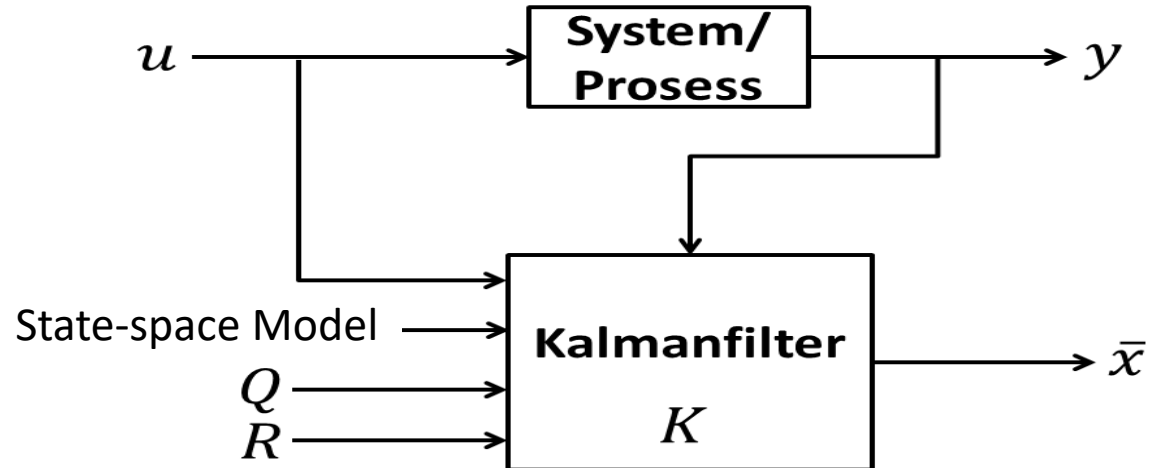 u
System/
Prosess
y
State-space Model
Q
R
Kalmanfilter
K
x̄